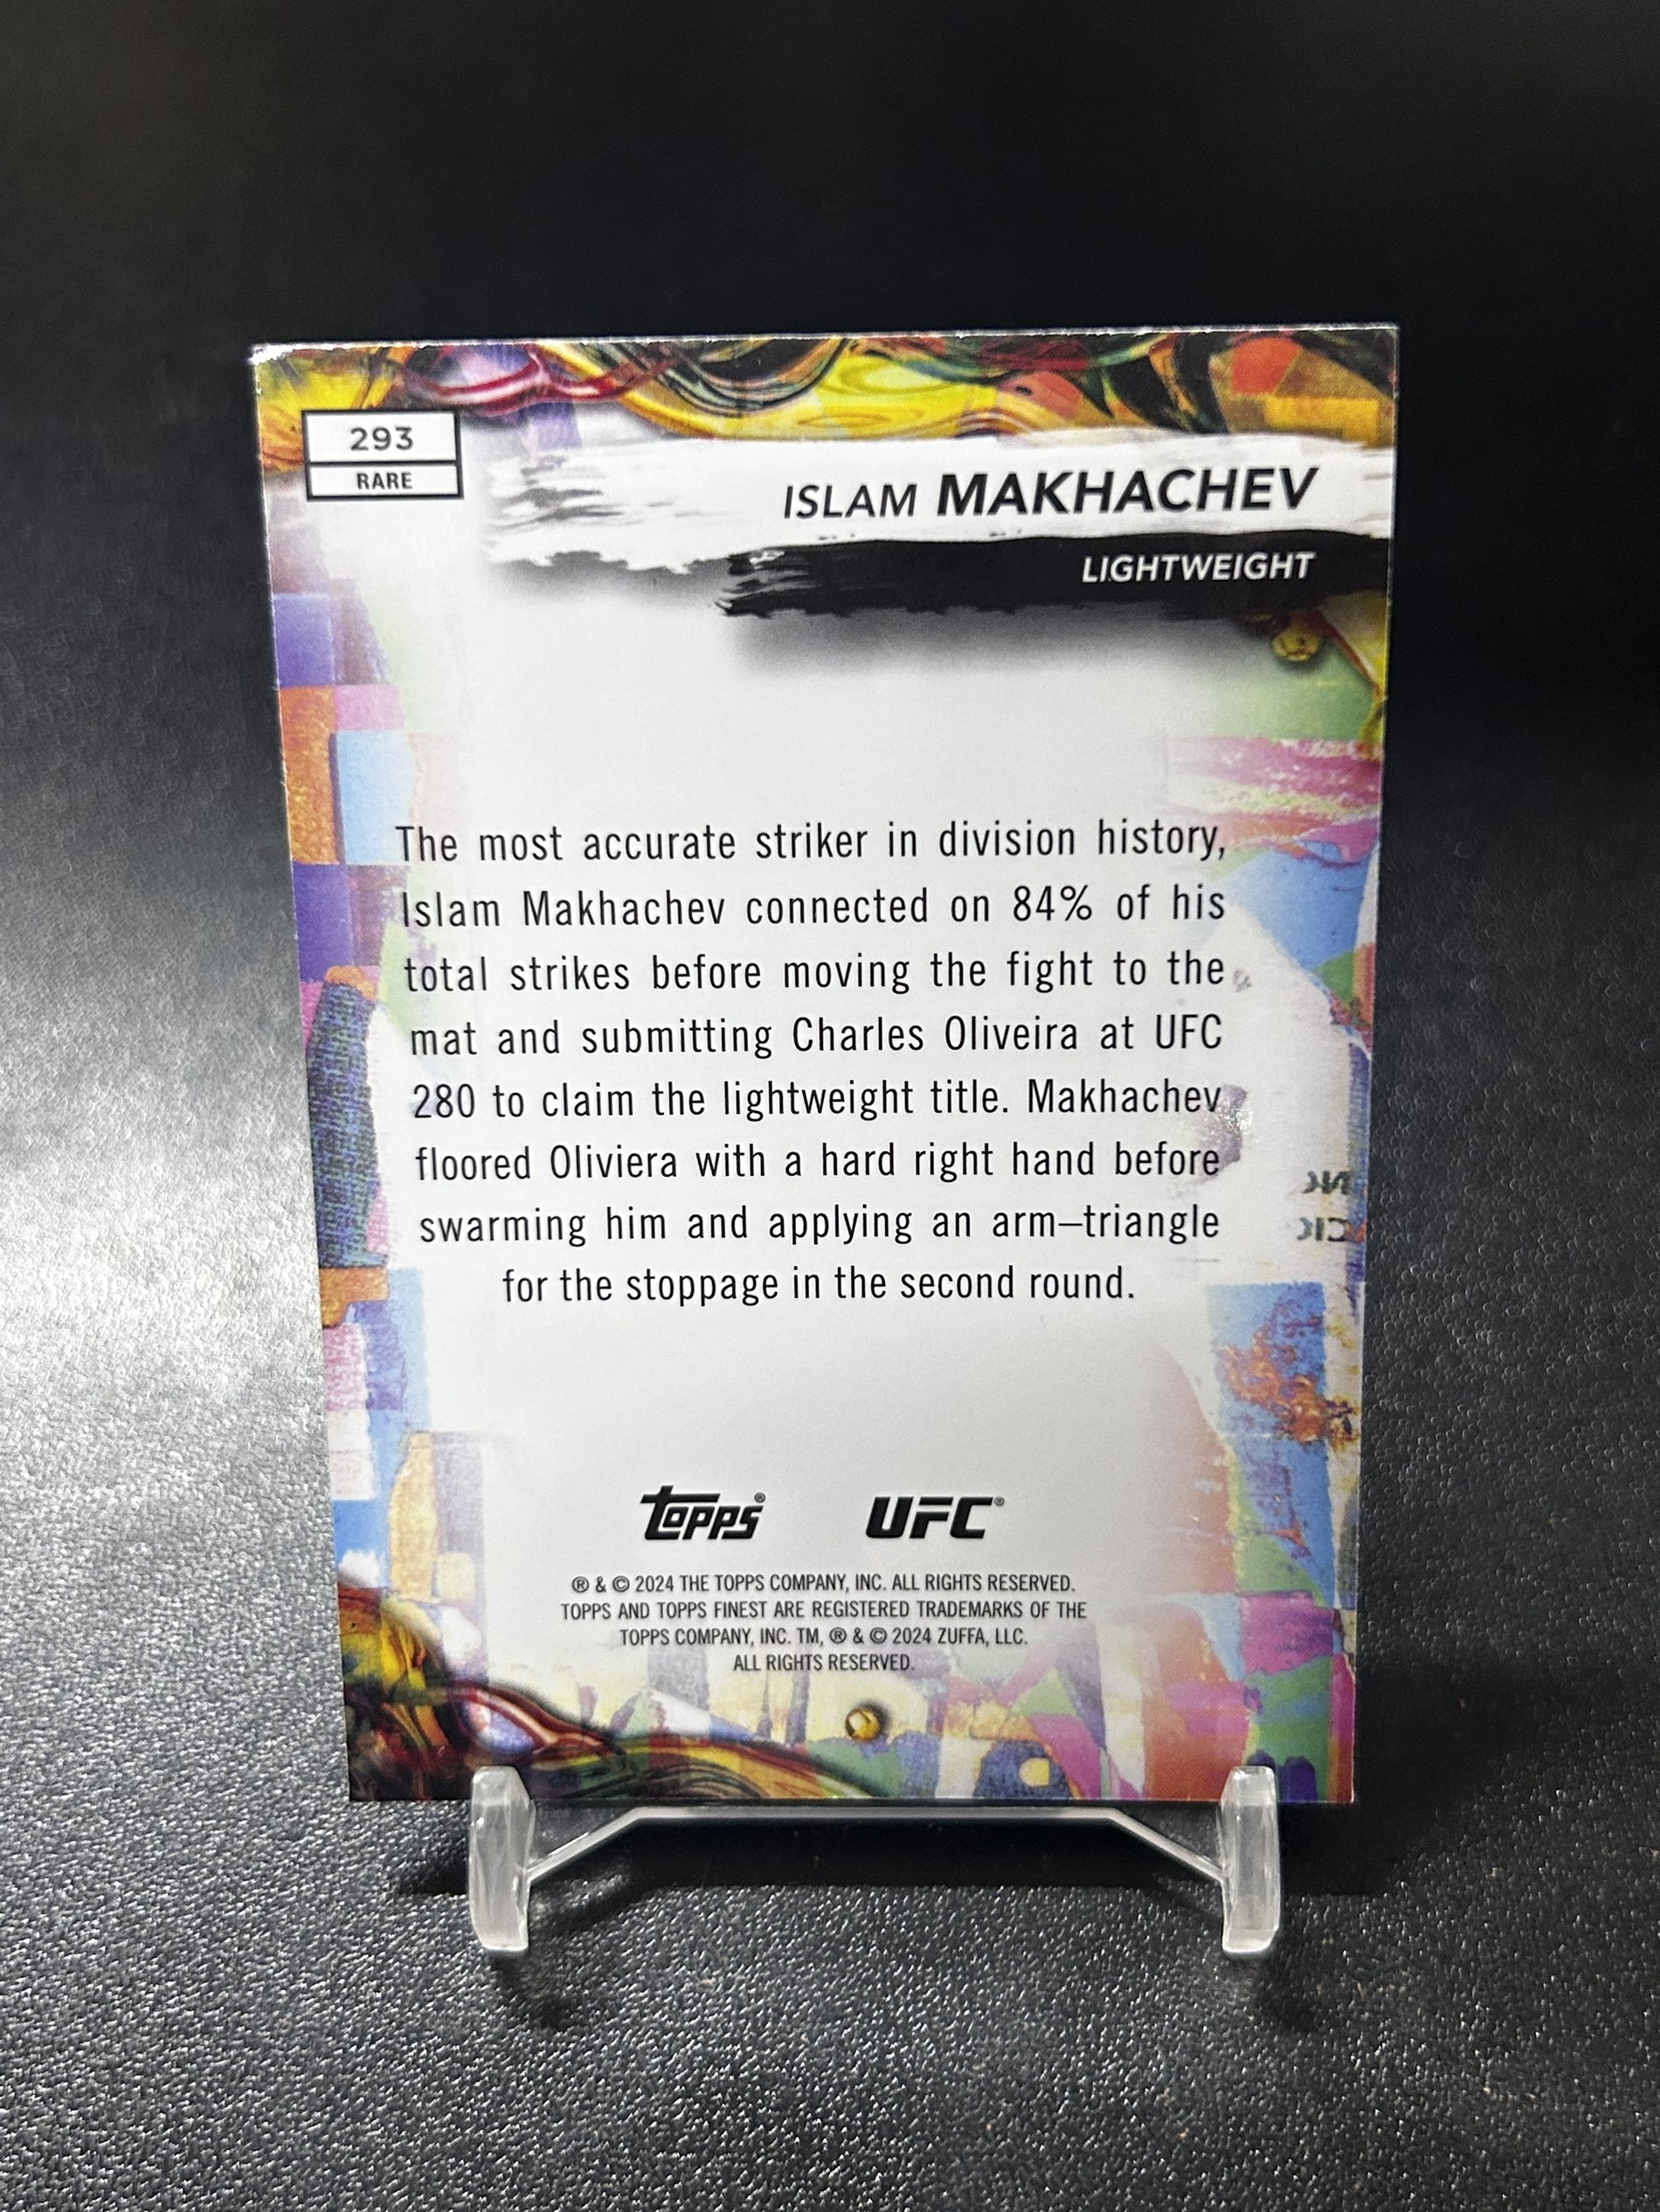 293
RARE
ISLAM MAKHACHEV
LIGHTWEIGHT
The most accurate striker in division history,
Islam Makhachev connected on 84% of his
total strikes before moving the fight to the
mat and submitting Charles Oliveira at UFC
280 to claim the lightweight title. Makhachev
floored Oliviera with a hard right hand before
swarming him and applying an arm–triangle
for the stoppage in the second round.
Topps® UFC®
® & © 2024 THE TOPPS COMPANY, INC. ALL RIGHTS RESERVED.
TOPPS AND TOPPS FINEST ARE REGISTERED TRADEMARKS OF THE
TOPPS COMPANY, INC. TM, ® & © 2024 ZUFFA, LLC.
ALL RIGHTS RESERVED.